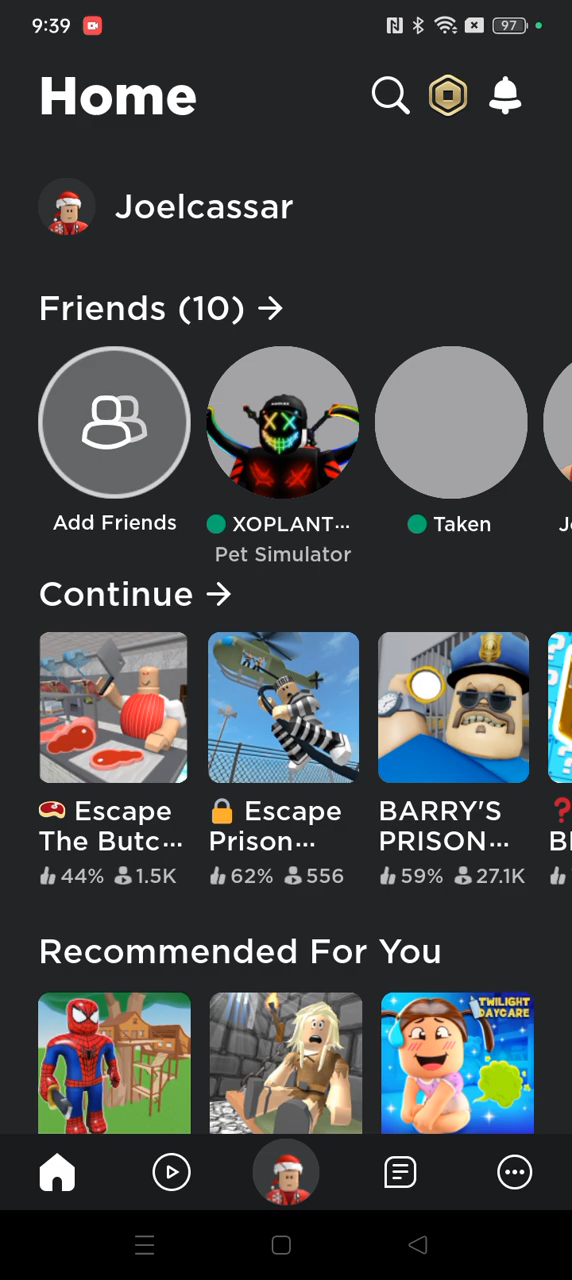 9:39
97
Home
Joelcassar
Friends (10) →
Add Friends
XOPLANT...
Taken
Pet Simulator
Continue →
Escape
The Butc...
44% 1.5K
Escape
Prison...
62% 556
BARRY'S
PRISON...
59% 27.1K
Recommended For You
TWILIGHT
DAYCARE